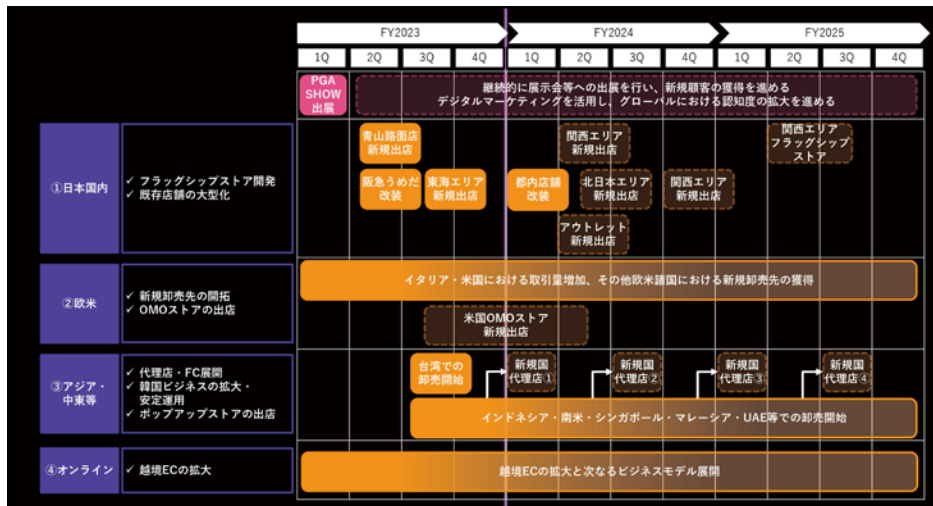 FY2023
FY2024
FY2025
1Q
2Q
3Q
4Q
1Q
2Q
3Q
4Q
1Q
2Q
3Q
4Q
PGA
SHOW
出展
継続的に展示会等への出展を行い、新規顧客の獲得を進める
デジタルマーケティングを活用し、グローバルにおける認知度の拡大を進める
①日本国内
✓ フラッグシップストア開発
✓ 既存店舗の大型化
青山路面店
新規出店
関西エリア
新規出店
関西エリア
フラッグシップ
ストア
阪急うめだ
改装
東海エリア
新規出店
都内店舗
改装
北日本エリア
新規出店
関西エリア
新規出店
アウトレット
新規出店
②欧米
✓ 新規卸売先の開拓
✓ OMOストアの出店
イタリア・米国における取引量増加、その他欧米諸国における新規卸売先の獲得
米国OMOストア
新規出店
③アジア・
中東等
✓ 代理店・FC展開
✓ 韓国ビジネスの拡大・
安定運用
✓ ポップアップストアの出店
台湾での
卸売開始
新規国
代理店①
新規国
代理店②
新規国
代理店③
新規国
代理店④
インドネシア・南米・シンガポール・マレーシア・UAE等での卸売開始
④オンライン
✓ 越境ECの拡大
越境ECの拡大と次なるビジネスモデル展開